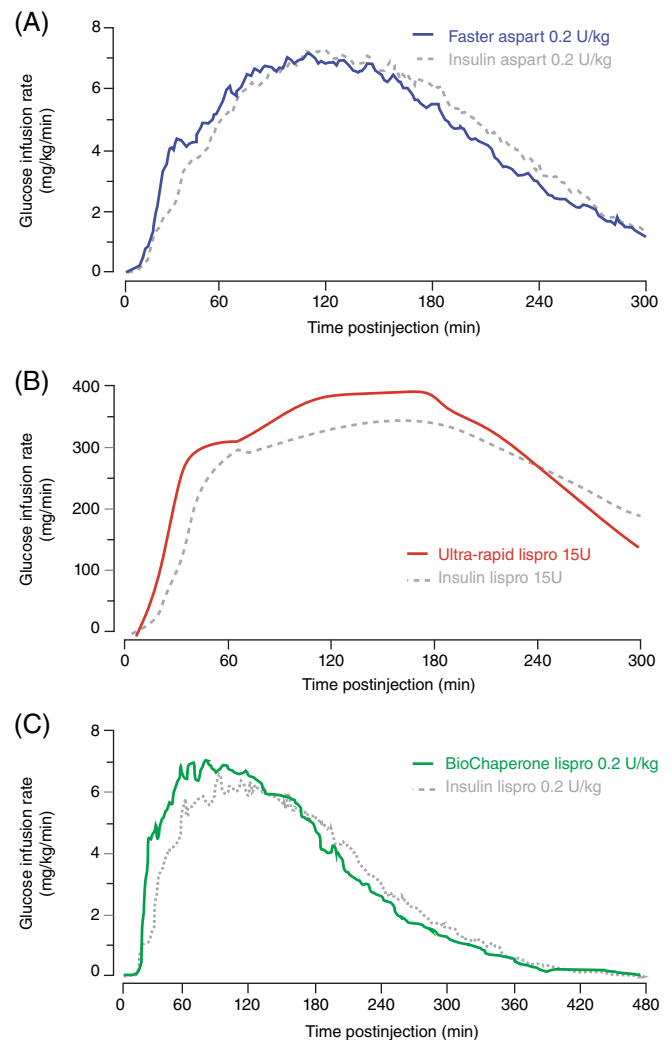 (A)
8
6
4
2
0
Glucose infusion rate
(mg/kg/min)
Faster aspart 0.2 U/kg
Insulin aspart 0.2 U/kg
0 60 120 180 240 300
Time postinjection (min)
(B)
400
300
200
100
0
Glucose infusion rate
(mg/min)
Ultra-rapid lispro 15U
Insulin lispro 15U
0 60 120 180 240 300
Time postinjection (min)
(C)
8
6
4
2
0
Glucose infusion rate
(mg/kg/min)
BioChaperone lispro 0.2 U/kg
Insulin lispro 0.2 U/kg
0 60 120 180 240 300 360 420 480
Time postinjection (min)